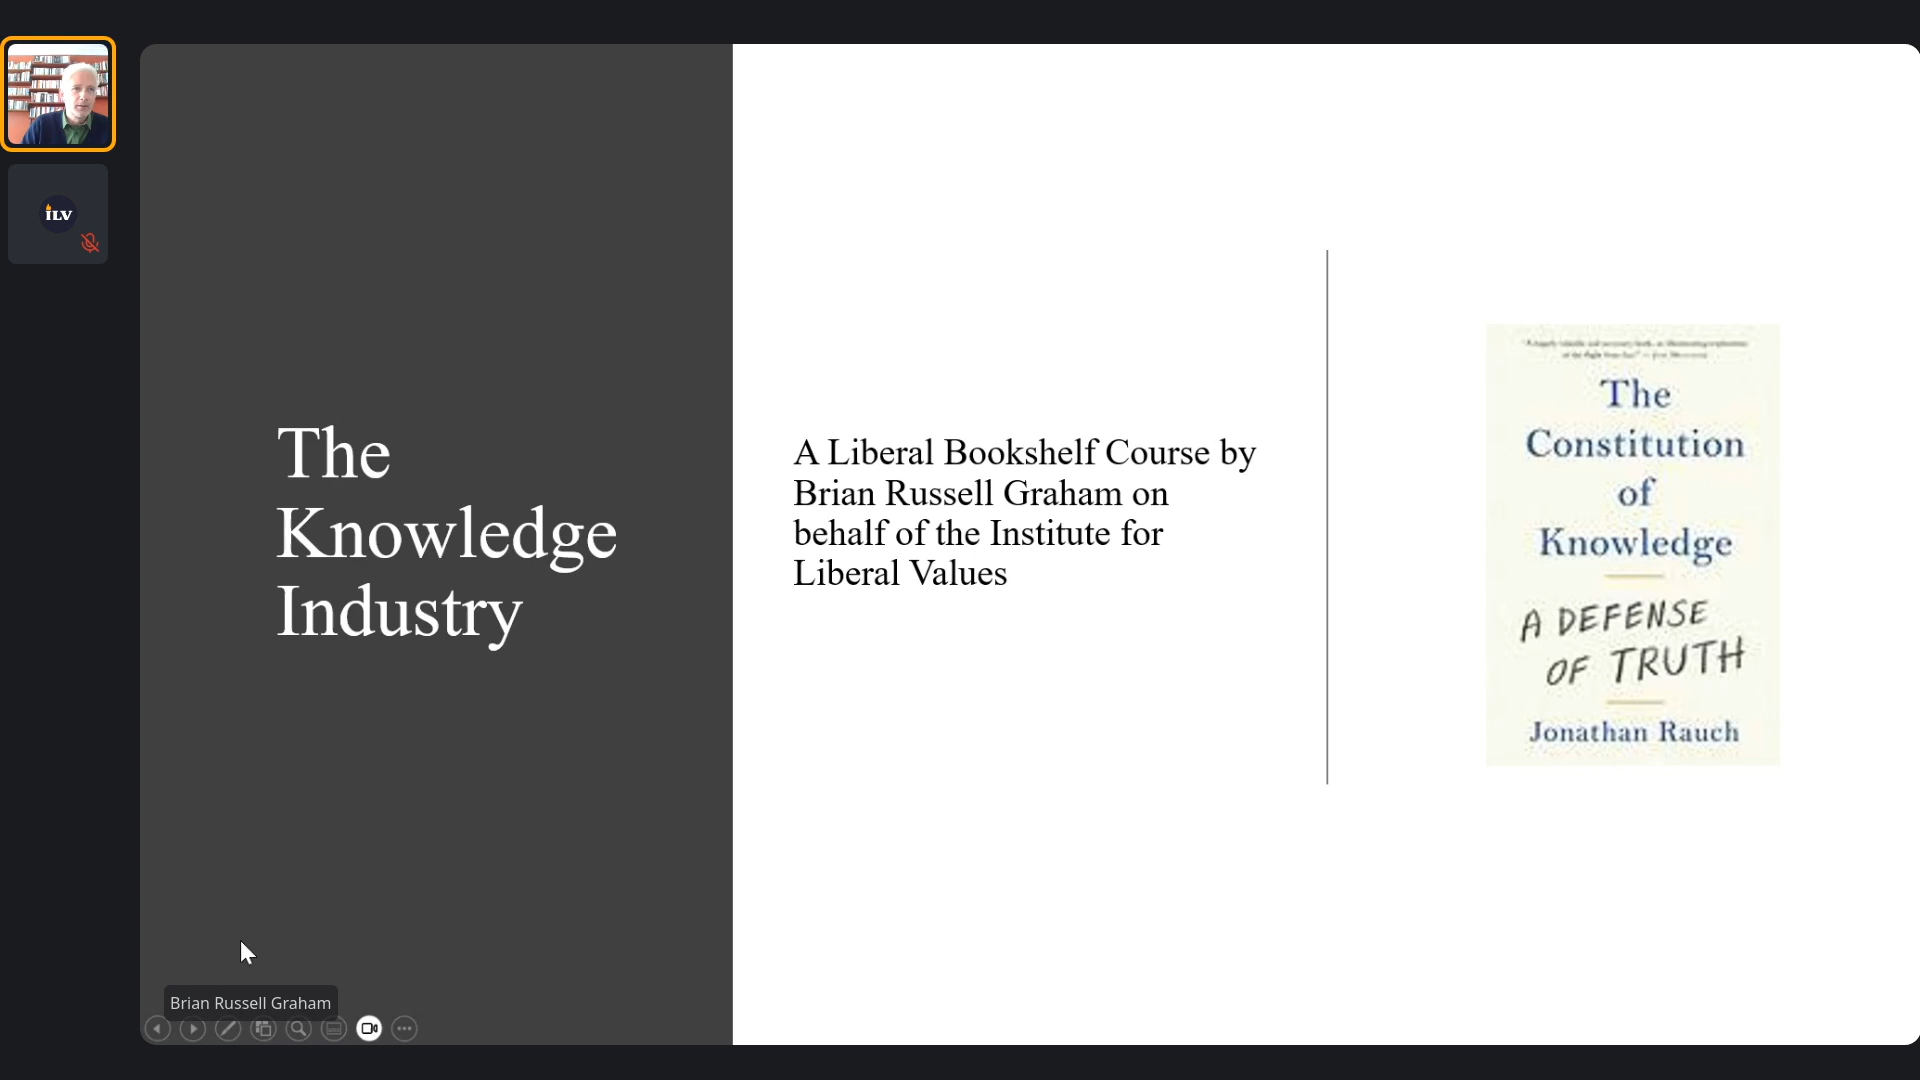 iLV
The
Knowledge
Industry
A Liberal Bookshelf Course by
Brian Russell Graham on
behalf of the Institute for
Liberal Values
The
Constitution
of
Knowledge
A DEFENSE
OF TRUTH
Jonathan Rauch
Brian Russell Graham